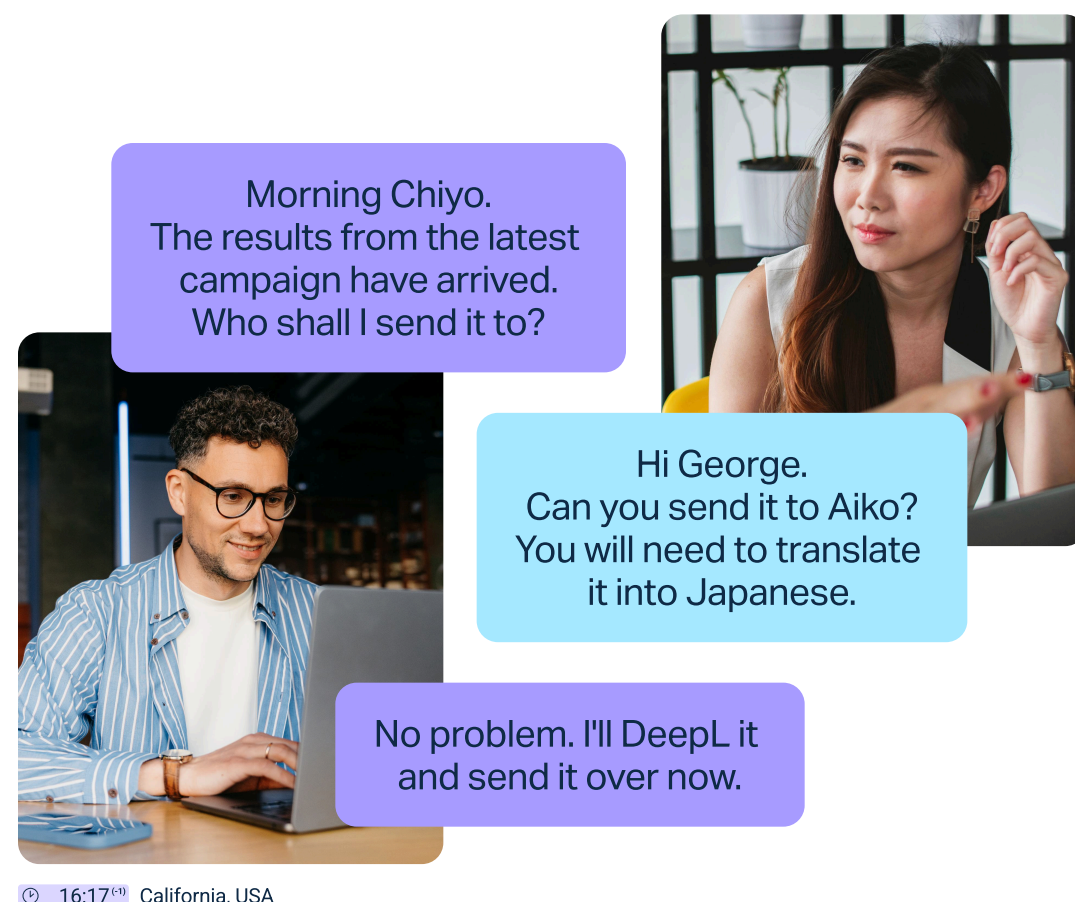 Morning Chiyo.
The results from the latest
campaign have arrived.
Who shall I send it to?
Hi George.
Can you send it to Aiko?
You will need to translate
it into Japanese.
No problem. I'll DeepL it
and send it over now.
16:17(-1) California, USA